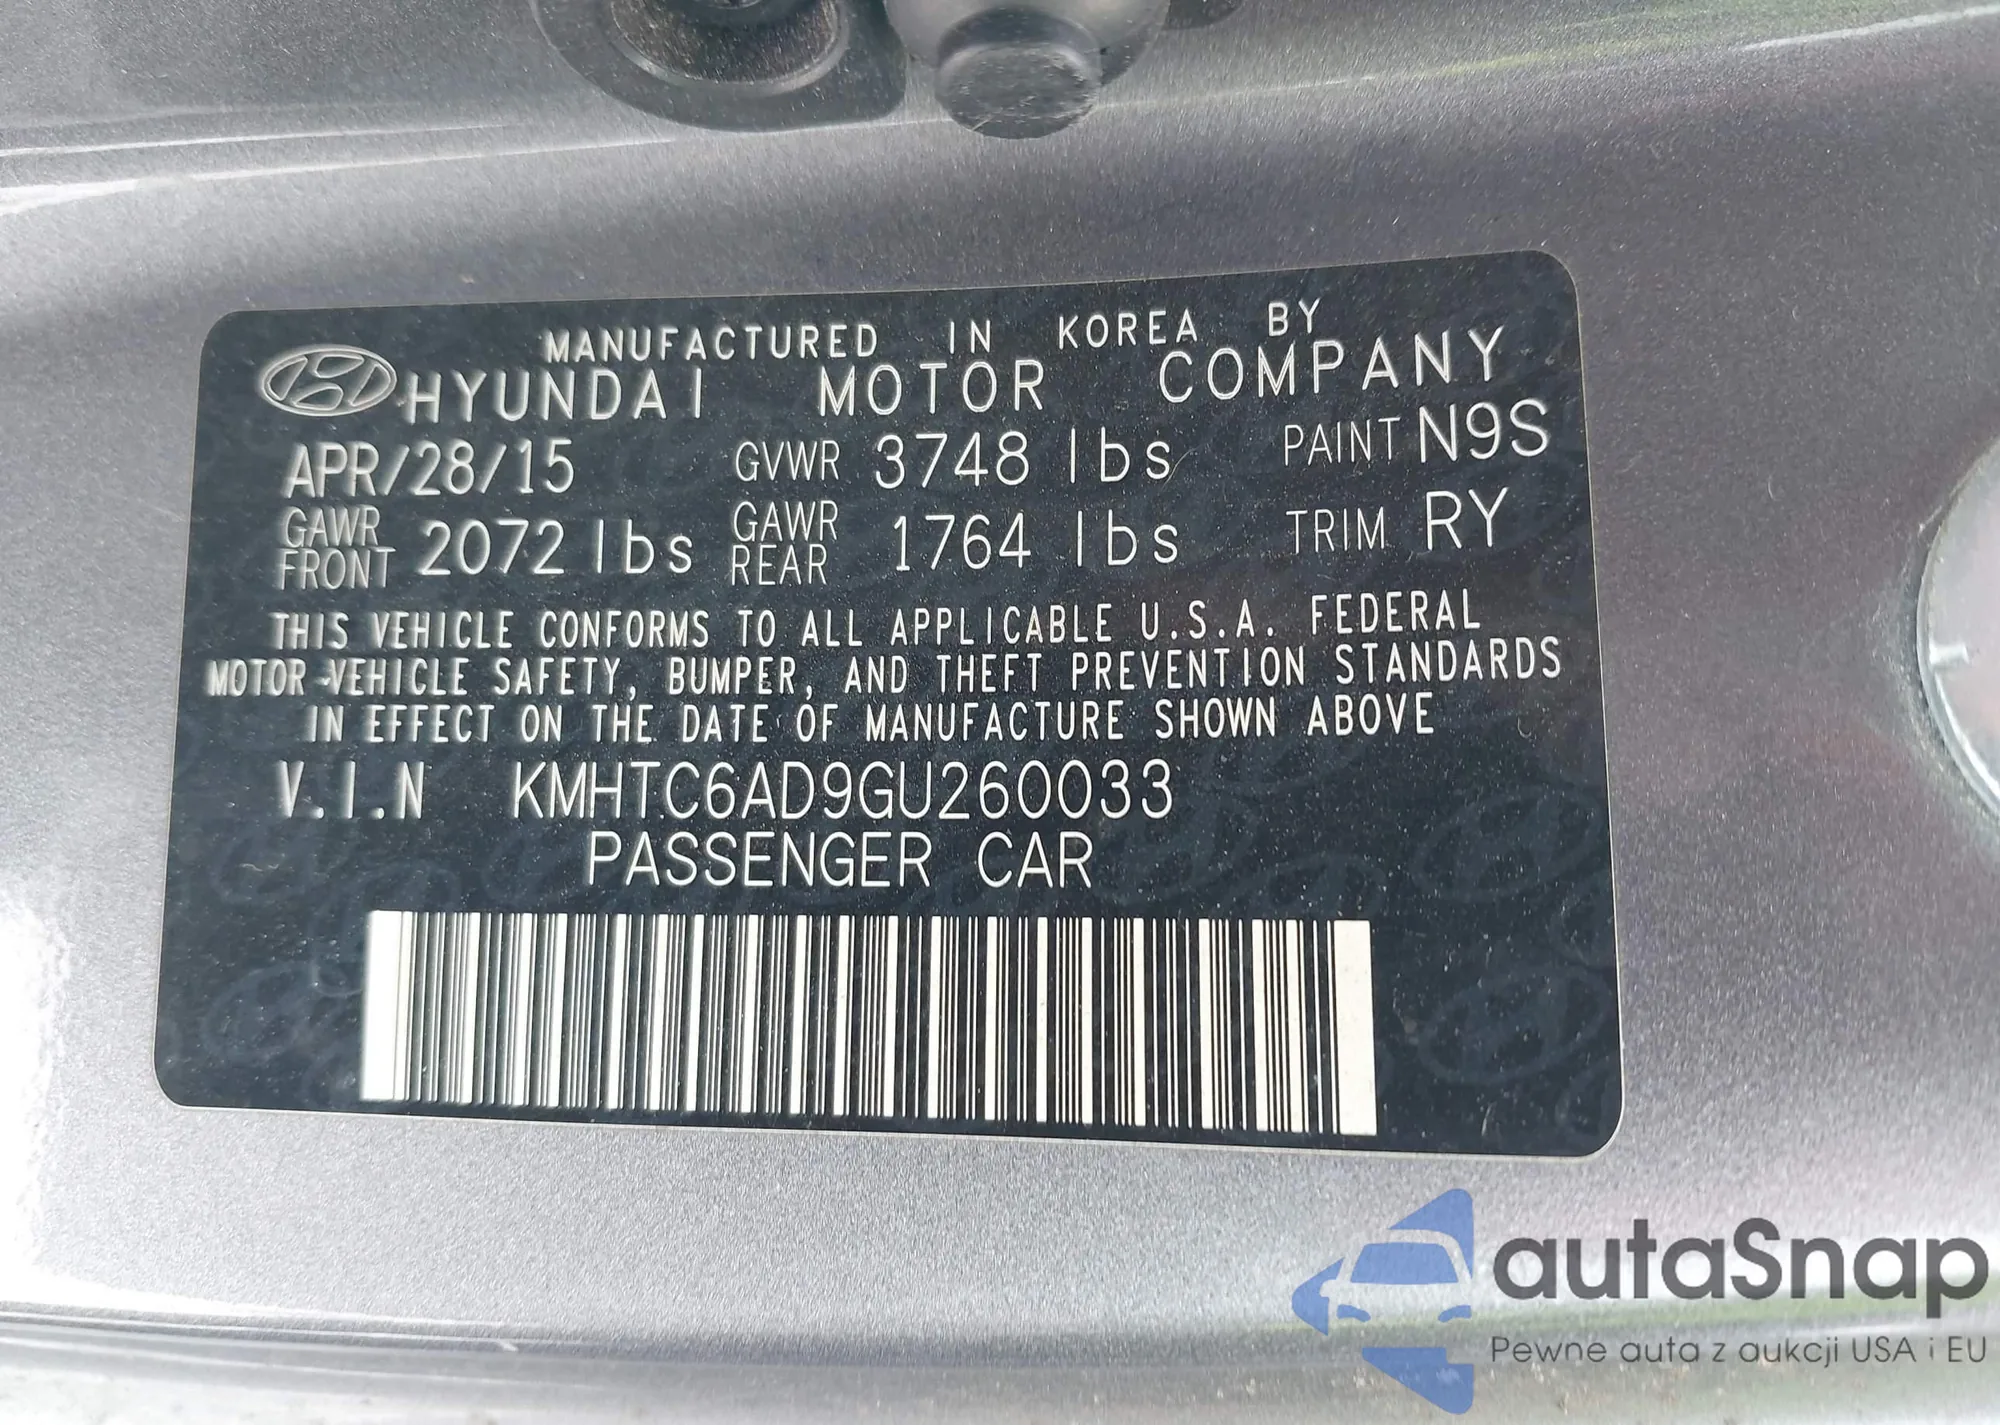 MANUFACTURED IN KOREA BY
HYUNDAI MOTOR COMPANY
APR/28/15 GVWR 3748 lbs PAINT N9S
GAWR FRONT 2072 lbs GAWR REAR 1764 lbs TRIM RY
THIS VEHICLE CONFORMS TO ALL APPLICABLE U.S.A. FEDERAL
MOTOR-VEHICLE SAFETY, BUMPER, AND THEFT PREVENTION STANDARDS
IN EFFECT ON THE DATE OF MANUFACTURE SHOWN ABOVE
V.I.N KMHTC6AD9GU260033
PASSENGER CAR
autaSnap
Pewne auta z aukcji USA i EU